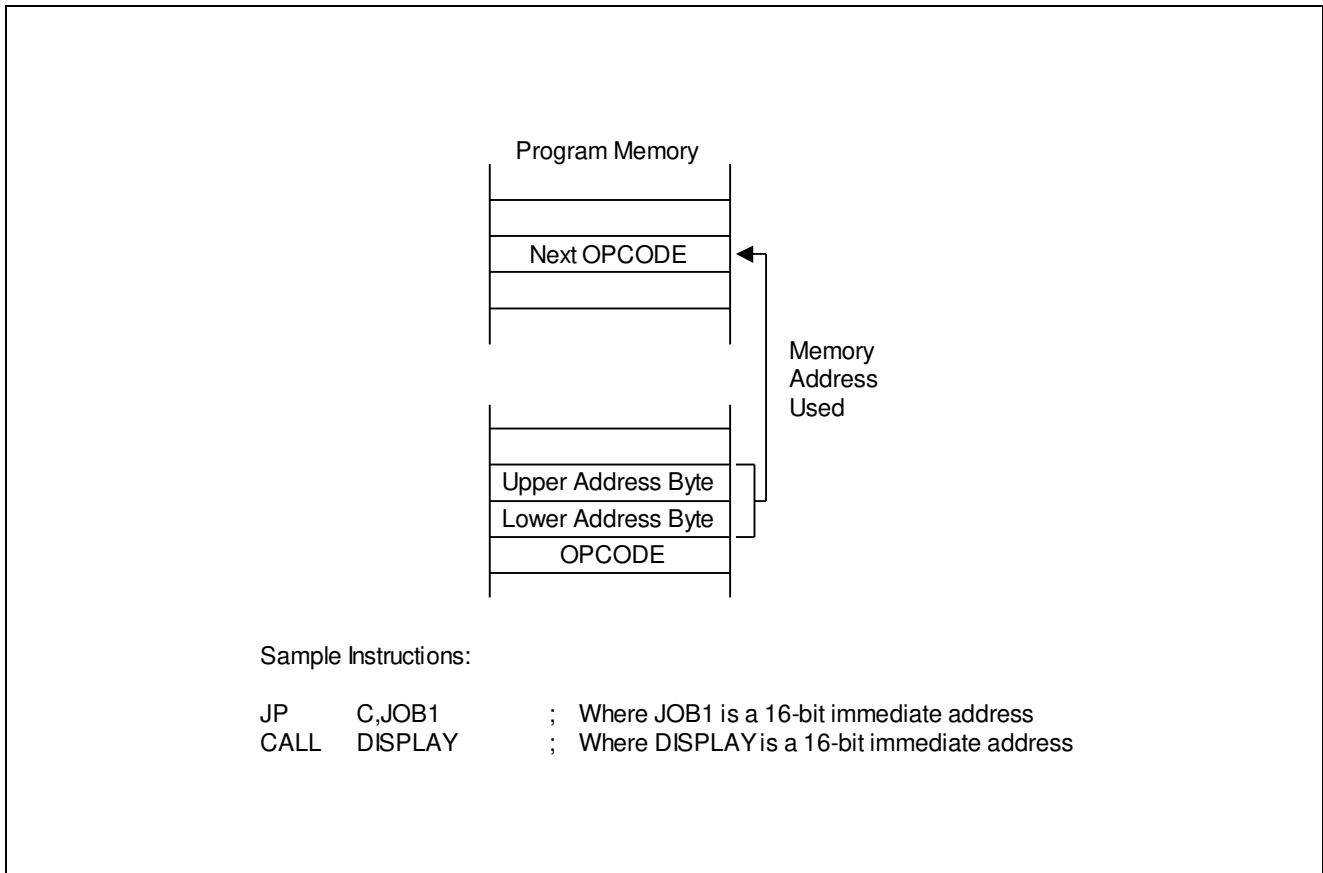 Program Memory
Next OPCODE
Memory
Address
Used
Upper Address Byte
Lower Address Byte
OPCODE
Sample Instructions:
JP C,JOB1 ; Where JOB1 is a 16-bit immediate address
CALL DISPLAY ; Where DISPLAY is a 16-bit immediate address